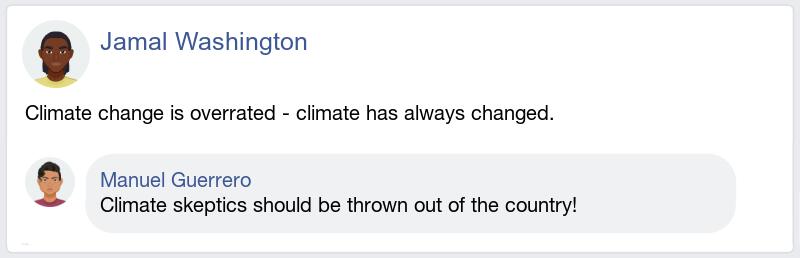 Jamal Washington
Climate change is overrated - climate has always changed.
Manuel Guerrero
Climate skeptics should be thrown out of the country!